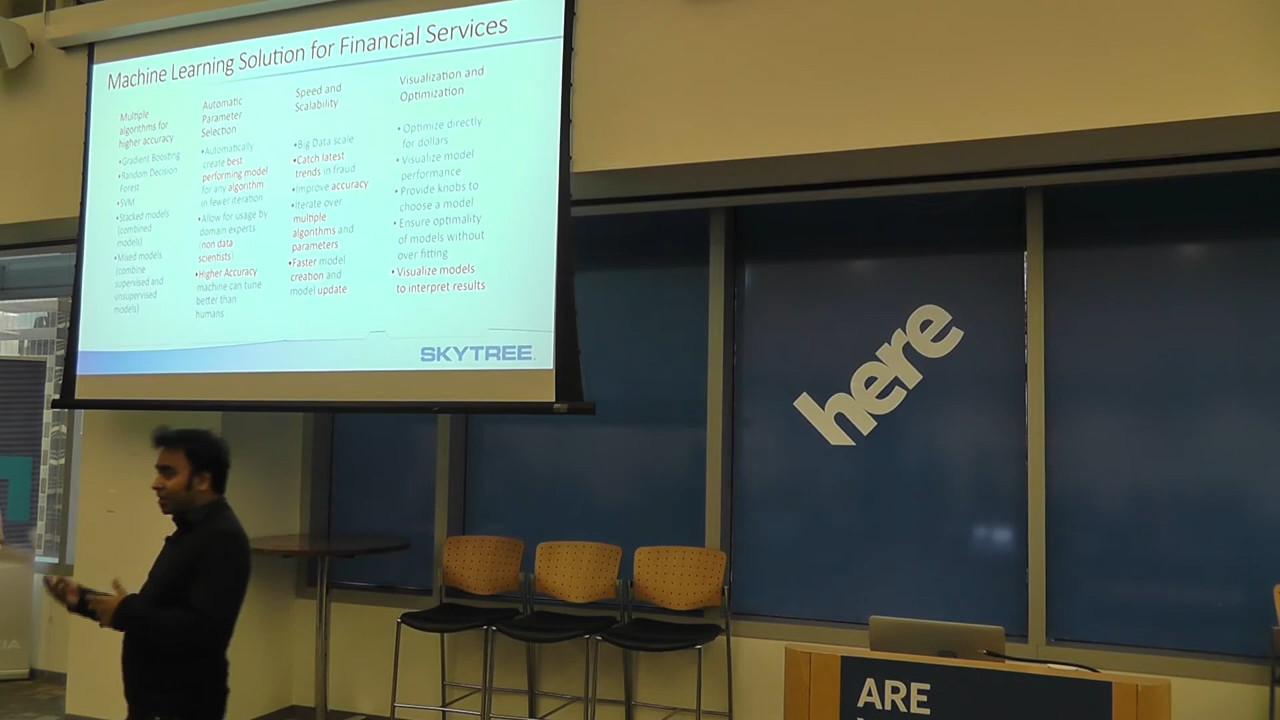 Machine Learning Solution for Financial Services
Multiple
algorithms for
higher accuracy
•Gradient Boosting
•Random Decision
Forest
•SVM
•Stacked models
(combined
models)
•Mixed models
(combine
supervised and
unsupervised
models)
Automatic
Parameter
Selection
•Automatically
create best
performing model
for any algorithm
in fewer iteration
•Allow for usage by
domain experts
(non data
scientists)
•Higher Accuracy
machine can tune
better than
humans
Speed and
Scalability
•Big Data scale
•Catch latest
trends in fraud
•Improve accuracy
•Iterate over
multiple
algorithms and
parameters
•Faster model
creation and
model update
Visualization and
Optimization
• Optimize directly
for dollars
• Visualize model
performance
• Provide knobs to
choose a model
• Ensure optimality
of models without
over fitting
• Visualize models
to interpret results
SKYTREE
here
ARE